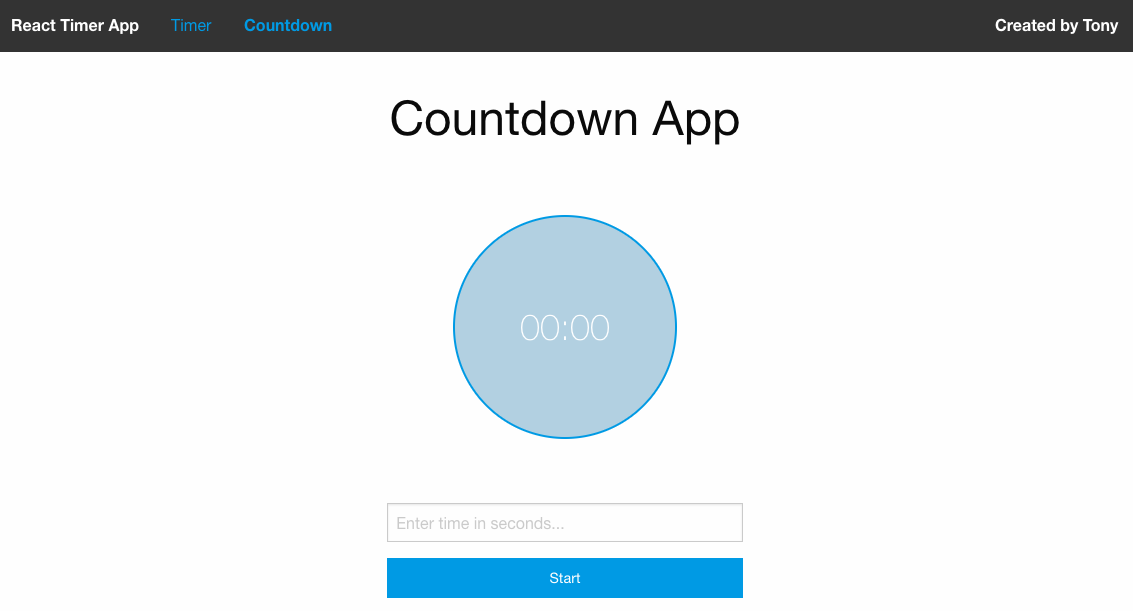 React Timer App Timer Countdown Created by Tony
Countdown App
00:00
Enter time in seconds...
Start